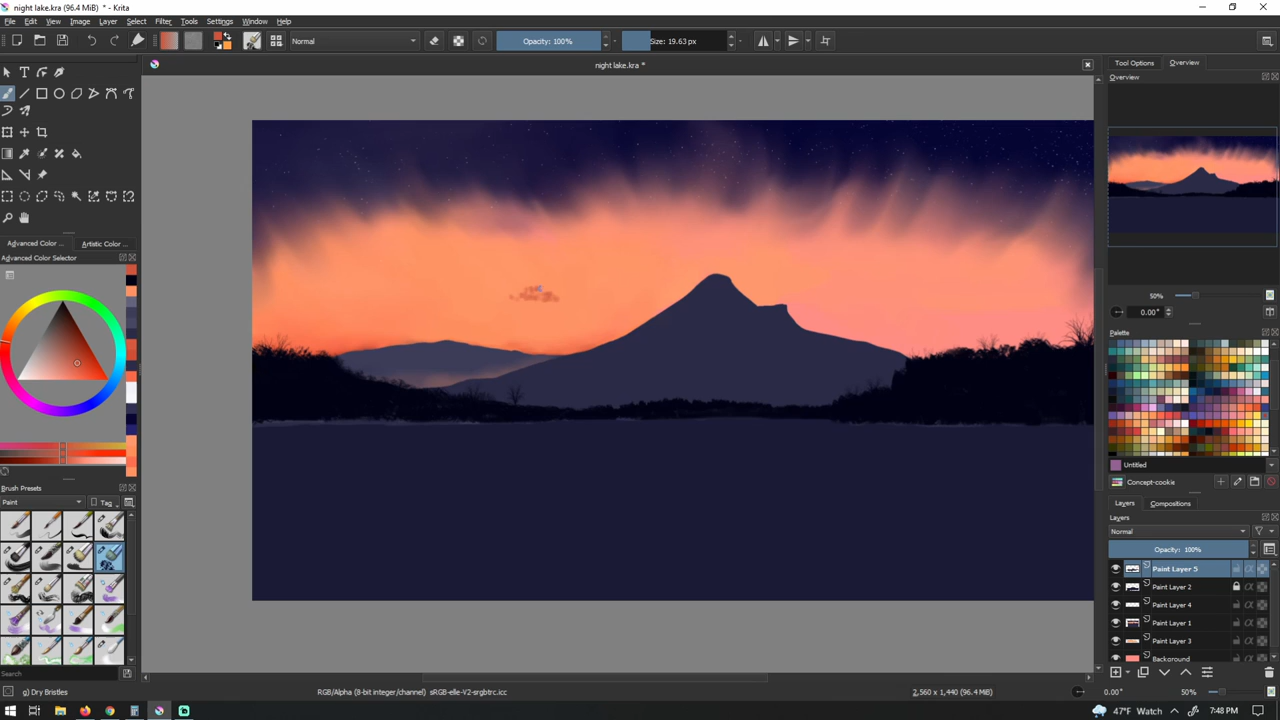 night lake.kra (96.4 MiB) * - Krita
File Edit View Image Layer Select Filter Tools Settings Window Help
Normal Opacity: 100% Size: 19.63 px
night lake.kra *
Tool Options Overview
Overview
Advanced Color ... Artistic Color ...
Advanced Color Selector
50%
0.00°
Palette
Untitled
Concept-cookie
Brush Presets
Paint Tag
Layers Compositions
Layers
Normal
Opacity: 100%
Paint Layer 5
Paint Layer 2
Paint Layer 4
Paint Layer 1
Paint Layer 3
Background
Search
g) Dry Bristles RGB/Alpha (8-bit integer/channel) sRGB-elle-V2-srgbtrc.icc 2,560 x 1,440 (96.4 MiB) 0.00° 50%
47°F Watch 7:48 PM